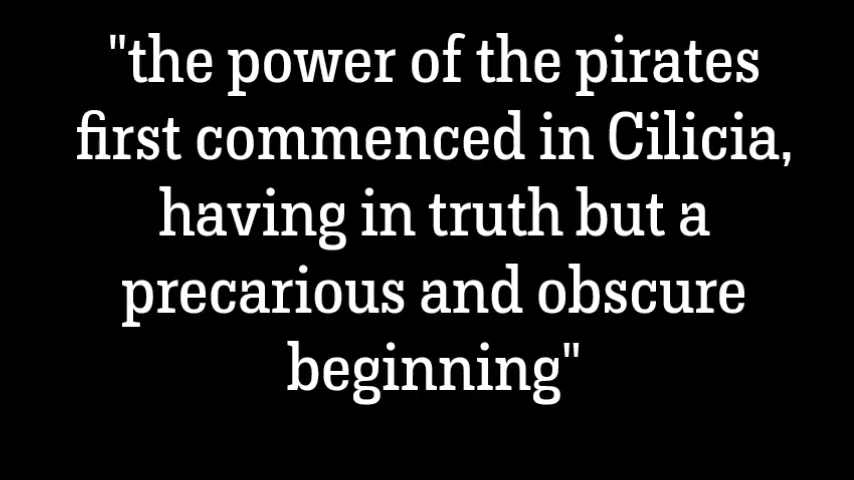 "the power of the pirates
first commenced in Cilicia,
having in truth but a
precarious and obscure
beginning"